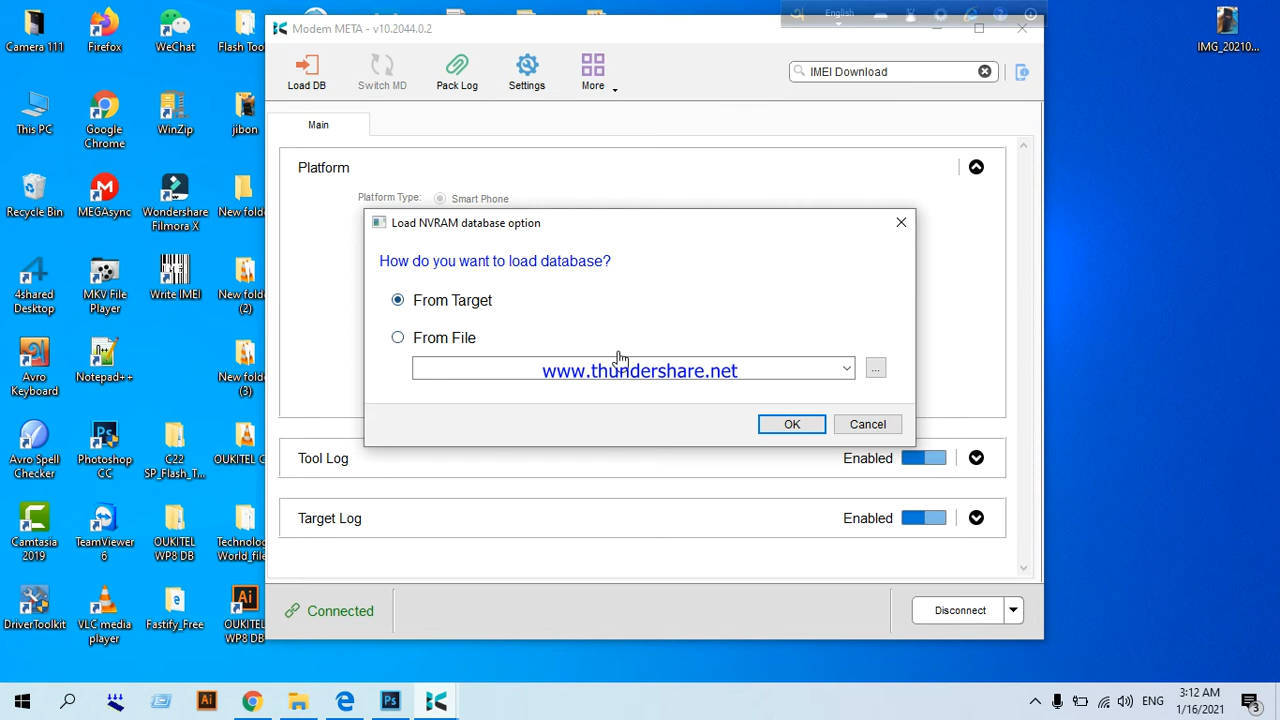 Camera 111
Firefox
WeChat
Flash Too
This PC
Google
Chrome
WinZip
jibon
Recycle Bin
MEGAsync
Wondershare
Filmora X
New folde
4shared
Desktop
MKV File
Player
Write IMEI
New folde
(2)
Avro
Keyboard
Notepad++
New folde
(3)
Avro Spell
Checker
Photoshop
CC
C22
SP_Flash_T...
OUKITEL C
Camtasia
2019
TeamViewer
6
OUKITEL
WP8 DB
Technolog
World_file
DriverToolkit
VLC media
player
Fastify_Free
OUKITEL
WP8 DB
IMG_20210...
English
Modem META - v10.2044.0.2
Load DB
Switch MD
Pack Log
Settings
More
IMEI Download
Main
Platform
Platform Type:
Smart Phone
Load NVRAM database option
How do you want to load database?
From Target
From File
www.thundershare.net
...
OK
Cancel
Tool Log
Enabled
Target Log
Enabled
Connected
Disconnect
ENG
3:12 AM
1/16/2021
3